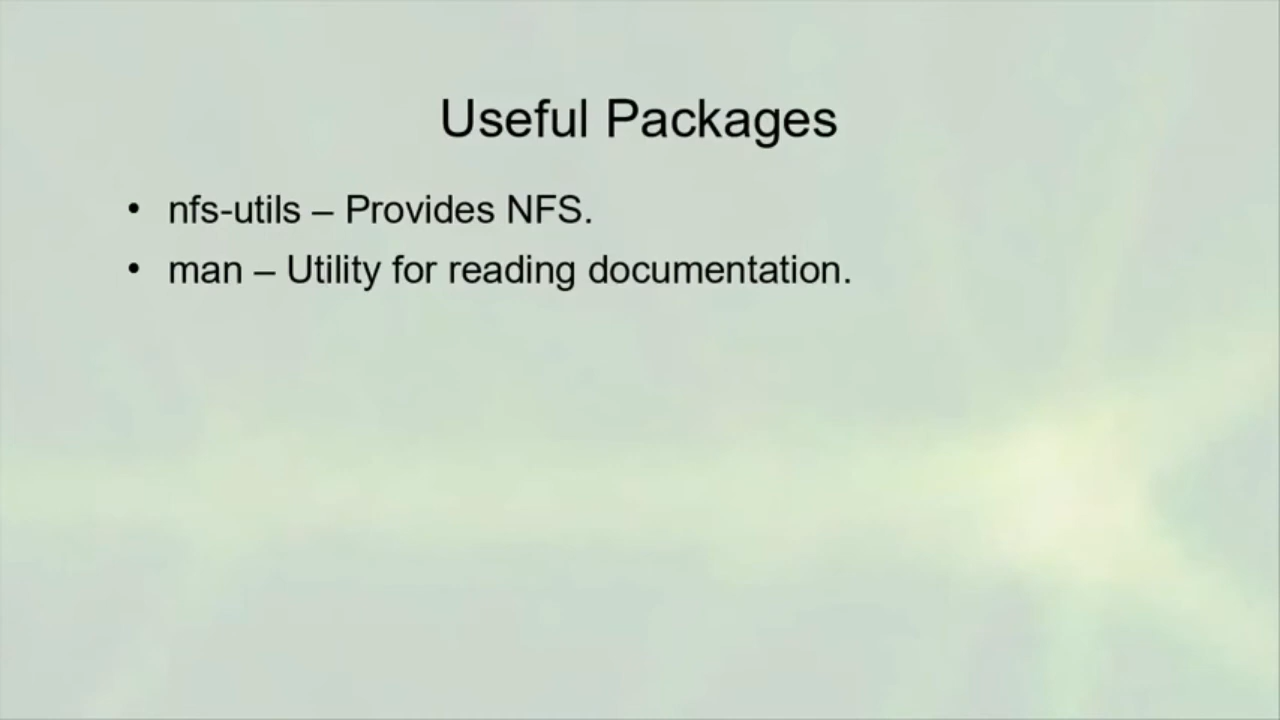 Useful Packages
• nfs-utils – Provides NFS.
• man – Utility for reading documentation.